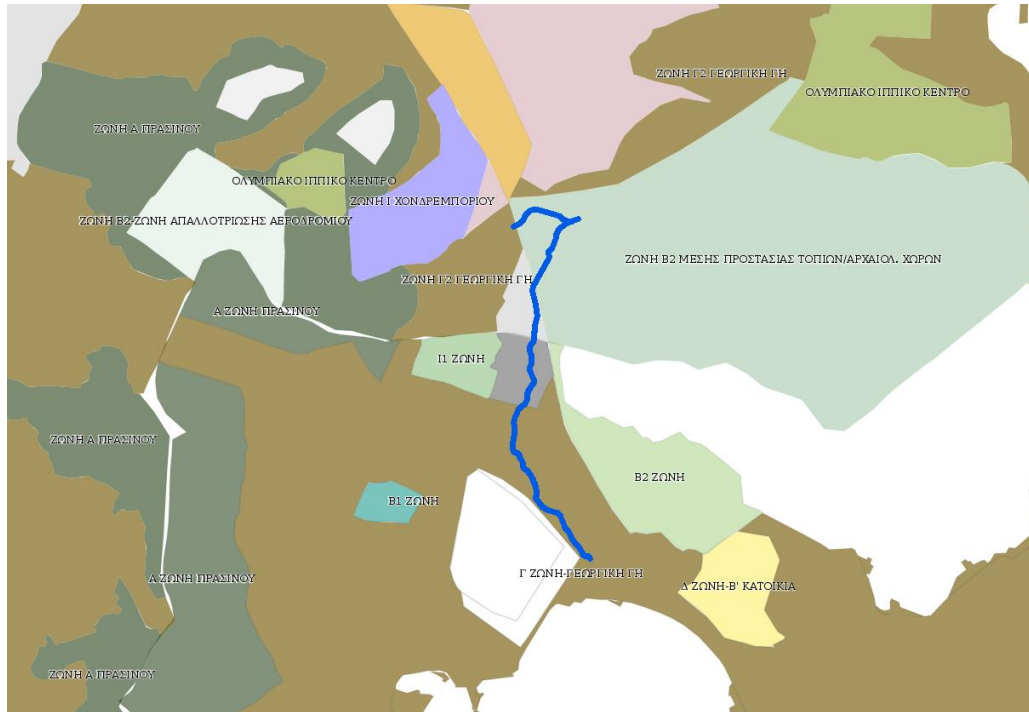 ΖΩΝΗ Γ2 ΓΕΩΡΓΙΚΗ ΓΗ
ΟΛΥΜΠΙΑΚΟ ΙΠΠΙΚΟ ΚΕΝΤΡΟ
ΖΩΝΗ Α ΠΡΑΣΙΝΟΥ
ΟΛΥΜΠΙΑΚΟ ΙΠΠΙΚΟ ΚΕΝΤΡΟ
ΖΩΝΗ Ι ΧΟΝΔΡΕΜΠΟΡΙΟΥ
ΖΩΝΗ Β2-ΖΩΝΗ ΑΠΑΛΛΟΤΡΙΩΣΗΣ ΑΕΡΟΔΡΟΜΙΟΥ
ΖΩΝΗ Β2 ΜΕΣΗΣ ΠΡΟΣΤΑΣΙΑΣ ΤΟΠΙΩΝ/ΑΡΧΑΙΟΛ. ΧΩΡΩΝ
ΖΩΝΗ Γ2 ΓΕΩΡΓΙΚΗ ΓΗ
Α ΖΩΝΗ ΠΡΑΣΙΝΟΥ
Ι1 ΖΩΝΗ
ΖΩΝΗ Α ΠΡΑΣΙΝΟΥ
Β2 ΖΩΝΗ
Β1 ΖΩΝΗ
Γ' ΖΩΝΗ-ΓΕΩΡΓΙΚΗ ΓΗ
Α ΖΩΝΗ ΠΡΑΣΙΝΟΥ
Δ ΖΩΝΗ-Β' ΚΑΤΟΙΚΙΑ
ΖΩΝΗ Α ΠΡΑΣΙΝΟΥ